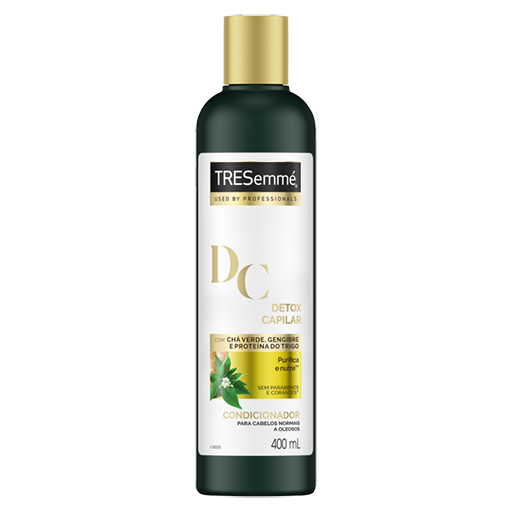 TRESemmé
USED BY PROFESSIONALS
DC
DETOX
CAPILAR
COM CHÁ VERDE, GENGIBRE
E PROTEÍNA DO TRIGO
Purifica
e nutre**
SEM PARABENOS
E CORANTES
CONDICIONADOR
PARA CABELOS NORMAIS
A OLEOSOS
400 mL